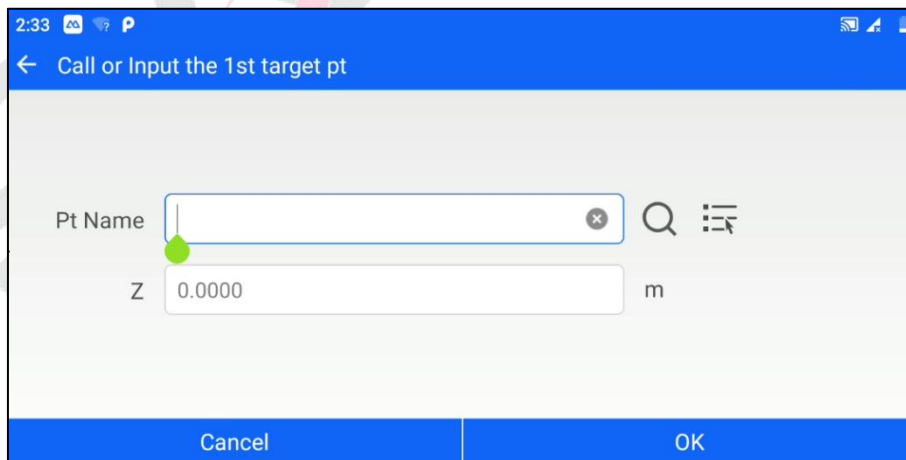 2:33
Call or Input the 1st target pt
Pt Name
Z 0.0000 m
Cancel OK